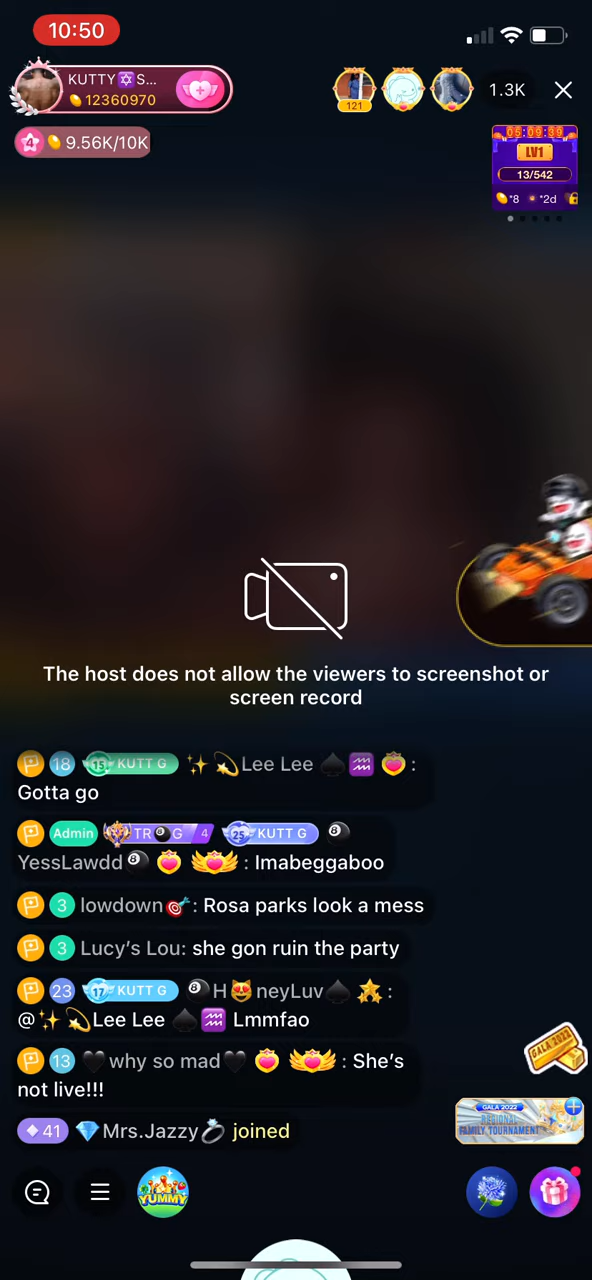 10:50
KUTTY✡S...
12360970
121
1.3K
4 9.56K/10K
05:09:39
LV1
13/542
*8 *2d
The host does not allow the viewers to screenshot or
screen record
18 15 KUTT G ✨💫Lee Lee♠️♒ :
Gotta go
Admin TR🎱G 4 25 KUTT G 🎱
YessLawdd🎱 : Imabeggaboo
3 lowdown🎯: Rosa parks look a mess
3 Lucy’s Lou: she gon ruin the party
23 17 KUTT G 🎱H😻neyLuv♠️ :
@✨💫Lee Lee♠️♒ Lmmfao
13 🖤why so mad🖤 : She’s
not live!!!
41 💎Mrs.Jazzy💍 joined
GALA 2022
GALA 2022
REGIONAL
FAMILY TOURNAMENT
YUMMY